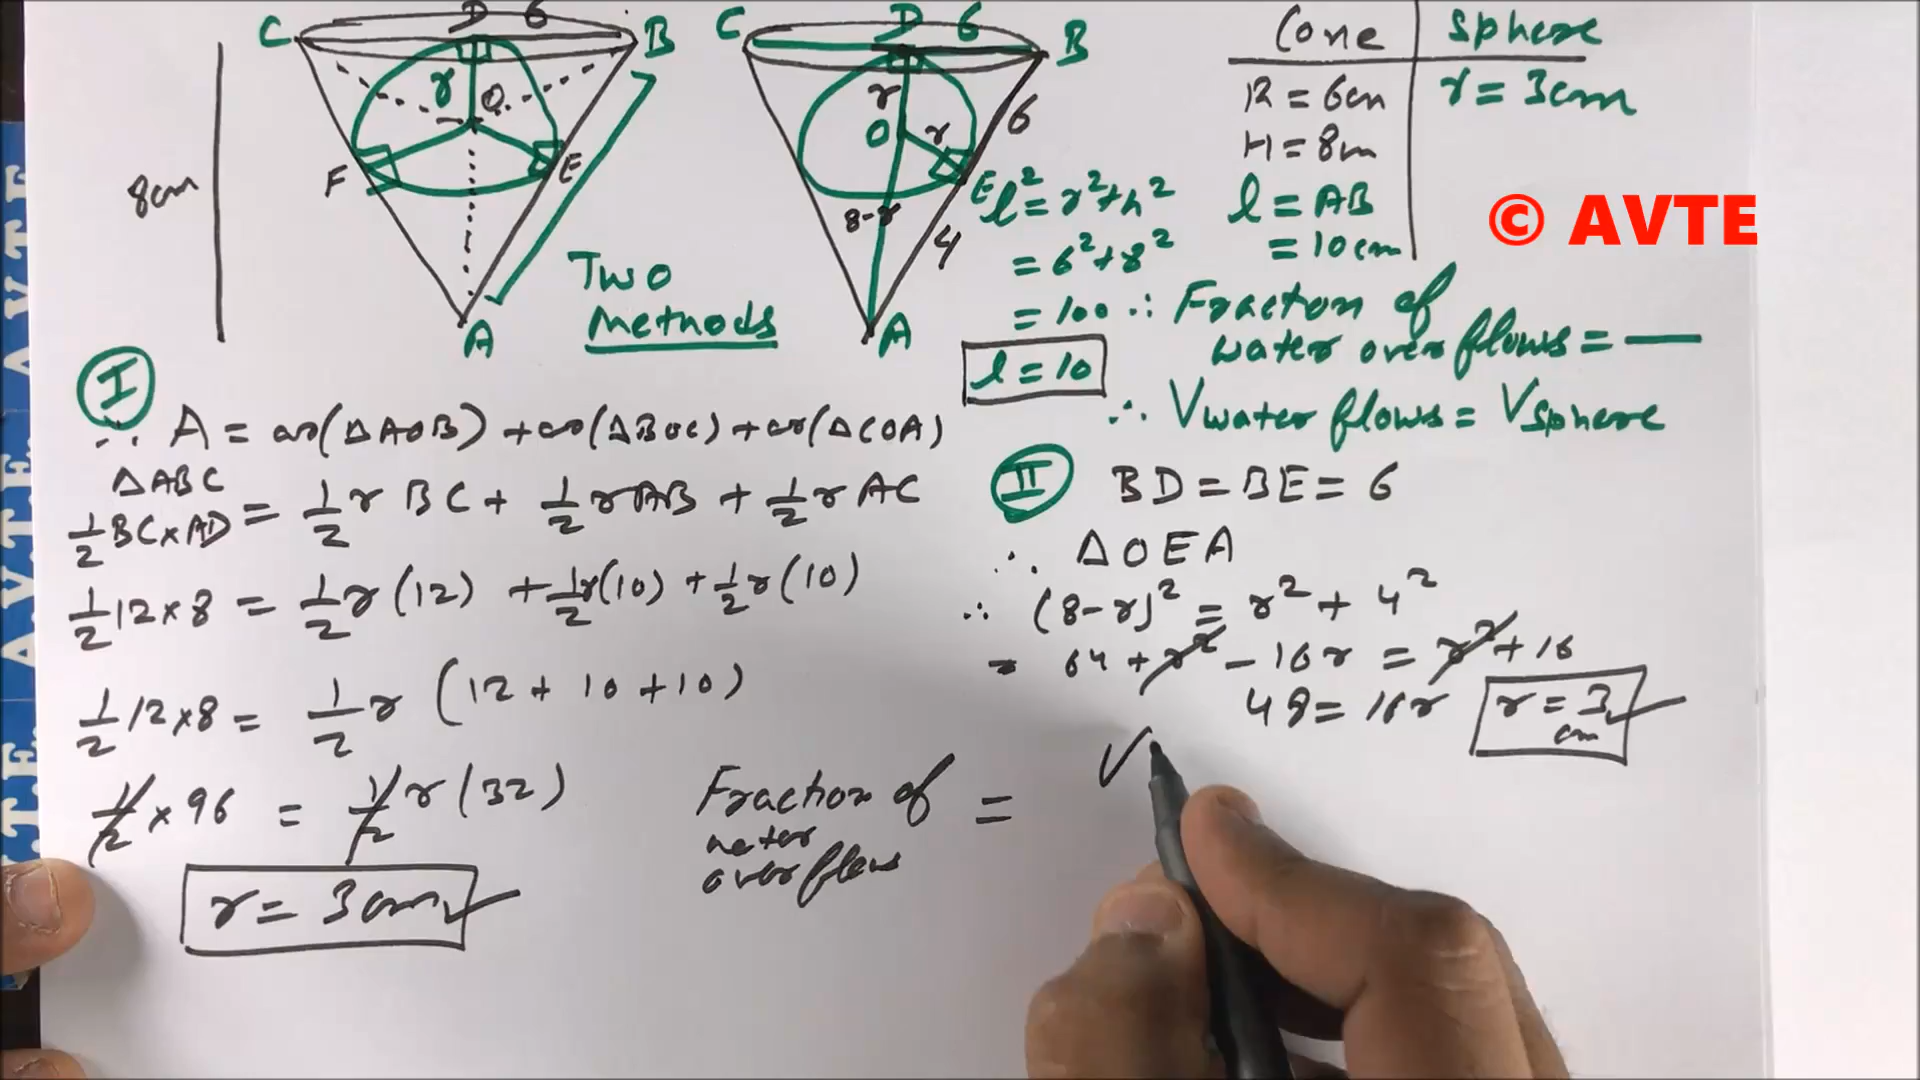 C D 6 B
r O
F E
8cm
A
Two
Methods
C D 6 B
r
O r 6
E
8-r 4
A
l² = r² + h²
= 6² + 8²
= 100
l = 10
Cone Sphere
R = 6cm r = 3cm
H = 8m
l = AB
= 10cm
© AVTE
∴ Fraction of
water over flows = —
∴ Vwater flows = Vsphere
I
∴ A = ar(ΔAOB) + ar(ΔBOC) + ar(ΔCOA)
ΔABC
1/2 BC × AD = 1/2 r BC + 1/2 r AB + 1/2 r AC
1/2 12 × 8 = 1/2 r (12) + 1/2 r(10) + 1/2 r (10)
1/2 12 × 8 = 1/2 r (12 + 10 + 10)
1/2 × 96 = 1/2 r (32)
r = 3cm ✓
II BD = BE = 6
∴ ΔOEA
∴ (8-r)² = r² + 4²
= 64 + r² - 16r = r² + 16
48 = 16r r = 3 cm ✓
Fraction of =
water
over flows
V
A.V.T.E